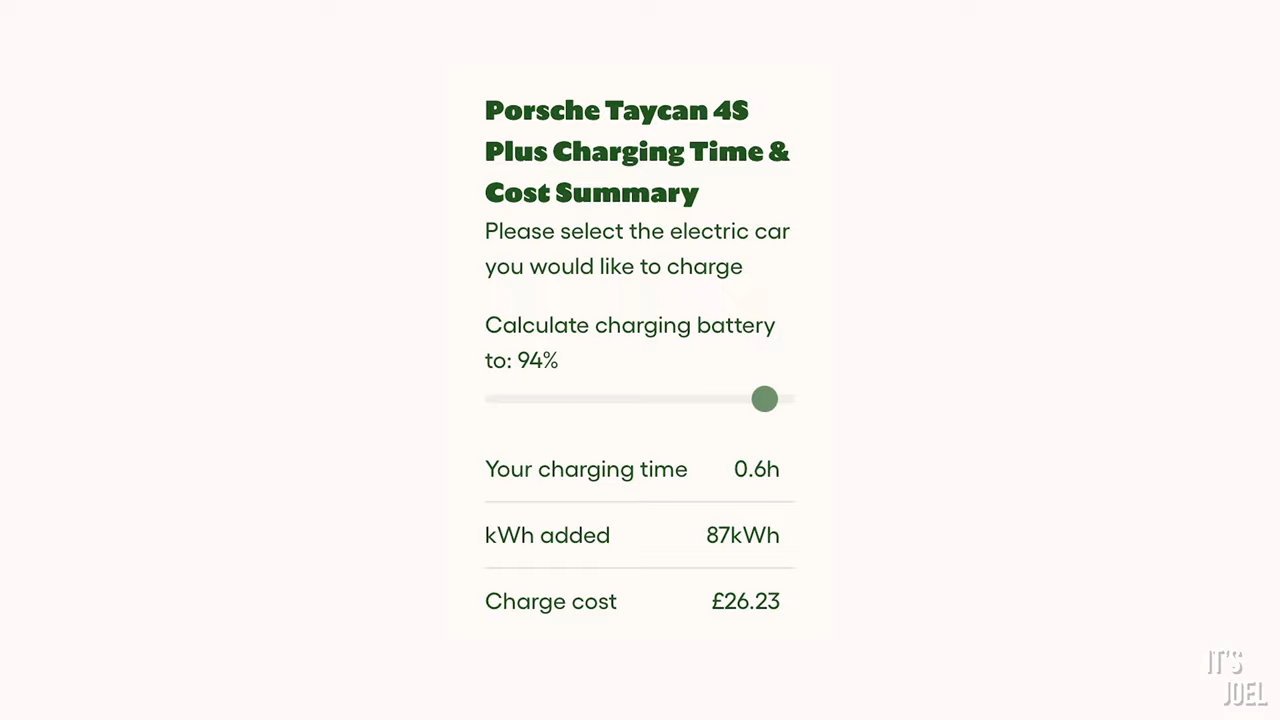 Porsche Taycan 4S
Plus Charging Time &
Cost Summary
Please select the electric car
you would like to charge
Calculate charging battery
to: 94%
Your charging time 0.6h
kWh added 87kWh
Charge cost £26.23
IT'S
JOEL